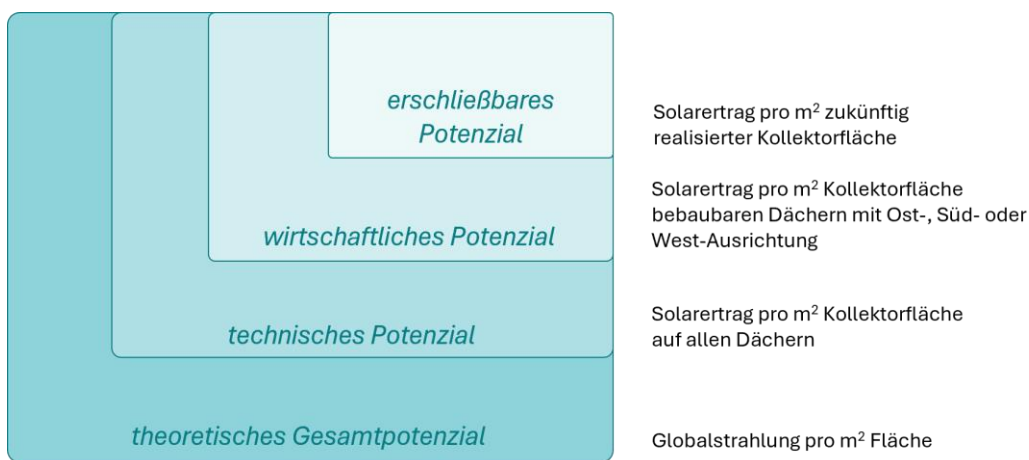 erschließbares
Potenzial
Solarertrag pro m² zukünftig
realisierter Kollektorfläche
wirtschaftliches Potenzial
Solarertrag pro m² Kollektorfläche
bebaubaren Dächern mit Ost-, Süd- oder
West-Ausrichtung
technisches Potenzial
Solarertrag pro m² Kollektorfläche
auf allen Dächern
theoretisches Gesamtpotenzial
Globalstrahlung pro m² Fläche